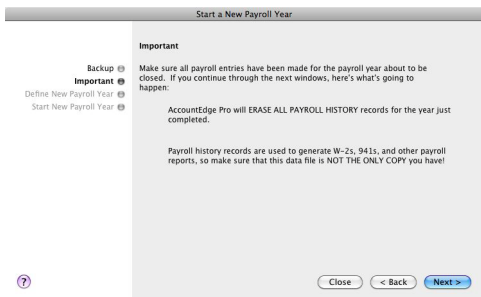 Start a New Payroll Year
Backup
Important
Define New Payroll Year
Start New Payroll Year
Important
Make sure all payroll entries have been made for the payroll year about to be
closed. If you continue through the next windows, here's what's going to
happen:
AccountEdge Pro will ERASE ALL PAYROLL HISTORY records for the year just
completed.
Payroll history records are used to generate W-2s, 941s, and other payroll
reports, so make sure that this data file is NOT THE ONLY COPY you have!
?
Close
< Back
Next >